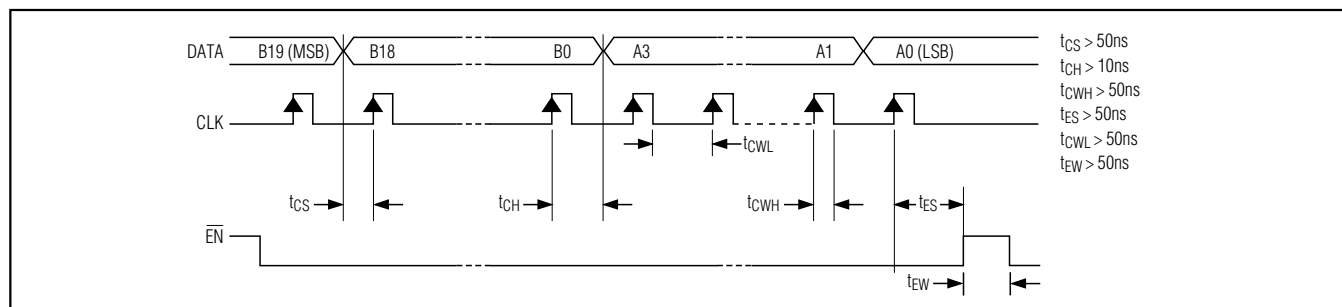 DATA B19 (MSB) B18 B0 A3 A1 A0 (LSB)
tCS > 50ns
tCH > 10ns
tCWH > 50ns
tES > 50ns
tCWL > 50ns
tEW > 50ns
CLK
tCWL
tCS tCH tCWH tES
EN
tEW